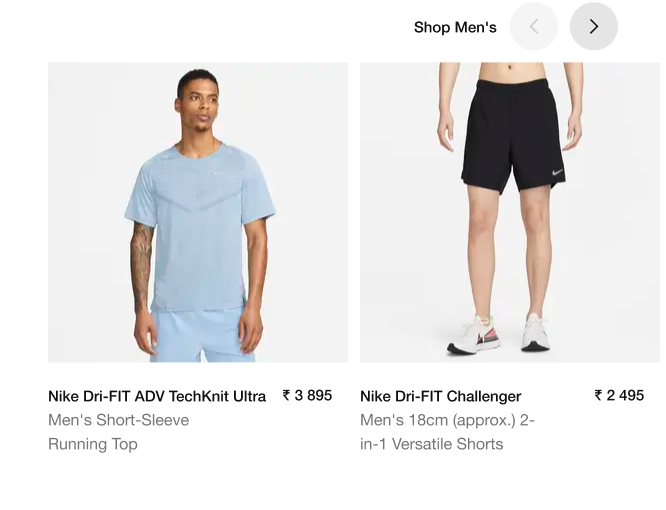 Shop Men's
Nike Dri-FIT ADV TechKnit Ultra ₹ 3 895
Men's Short-Sleeve
Running Top
Nike Dri-FIT Challenger ₹ 2 495
Men's 18cm (approx.) 2-
in-1 Versatile Shorts